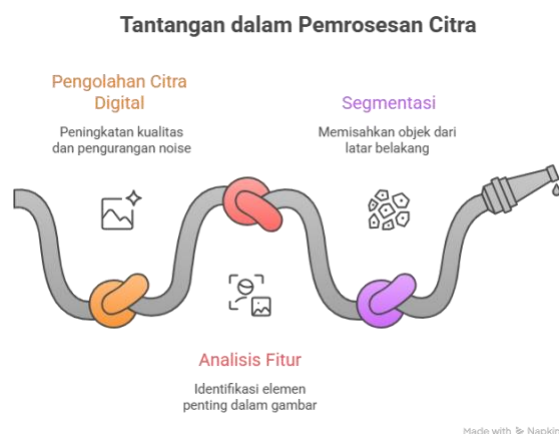 Tantangan dalam Pemrosesan Citra
Pengolahan Citra
Digital
Peningkatan kualitas
dan pengurangan noise
Segmentasi
Memisahkan objek dari
latar belakang
Analisis Fitur
Identifikasi elemen
penting dalam gambar
Made with Napkin